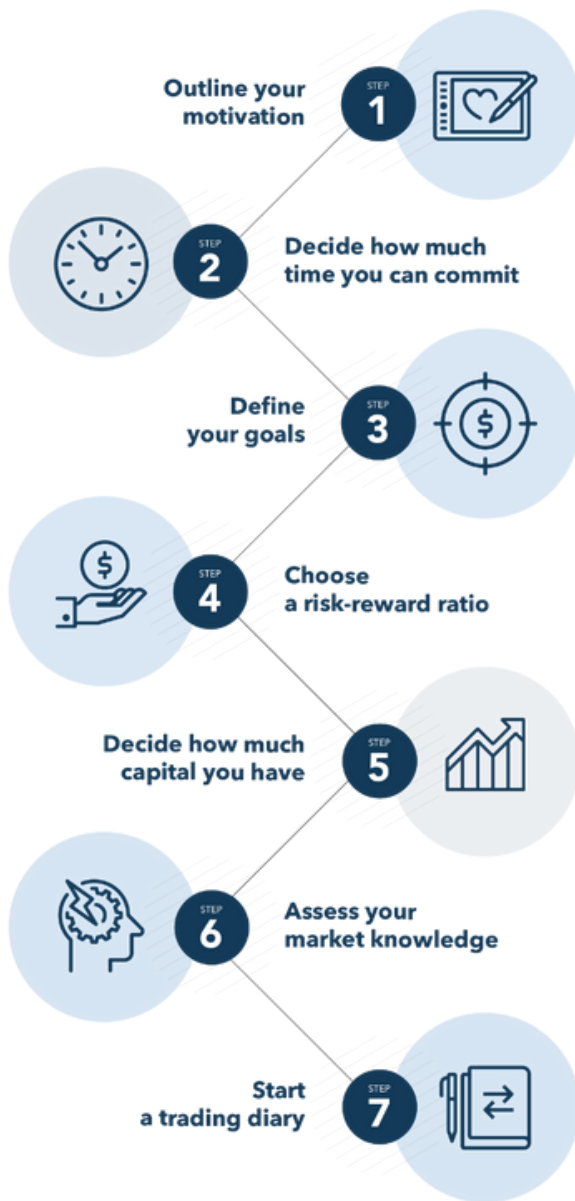 Outline your
motivation
STEP
1
STEP
2
Decide how much
time you can commit
Define
your goals
STEP
3
$
$
STEP
4
Choose
a risk-reward ratio
Decide how much
capital you have
STEP
5
STEP
6
Assess your
market knowledge
Start
a trading diary
STEP
7